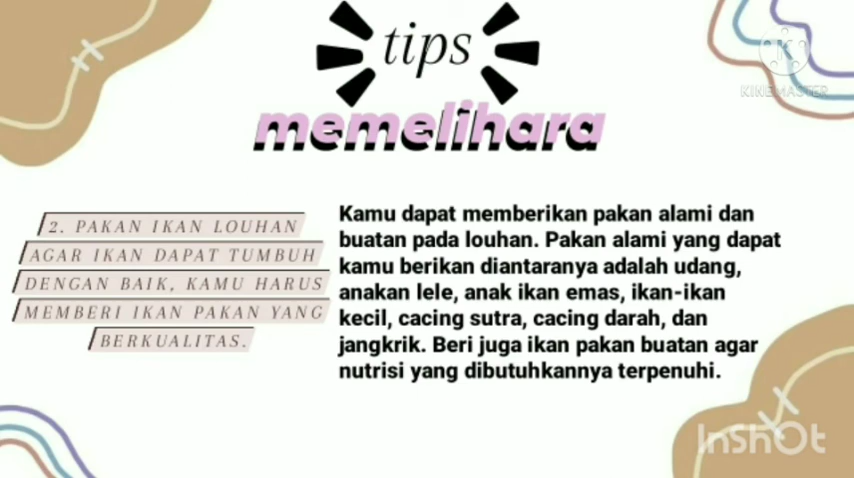 tips
KINEMASTER
memelihara
2. PAKAN IKAN LOUHAN
AGAR IKAN DAPAT TUMBUH
DENGAN BAIK, KAMU HARUS
MEMBERI IKAN PAKAN YANG
BERKUALITAS.
Kamu dapat memberikan pakan alami dan
buatan pada louhan. Pakan alami yang dapat
kamu berikan diantaranya adalah udang,
anakan lele, anak ikan emas, ikan-ikan
kecil, cacing sutra, cacing darah, dan
jangkrik. Beri juga ikan pakan buatan agar
nutrisi yang dibutuhkannya terpenuhi.
InShOt